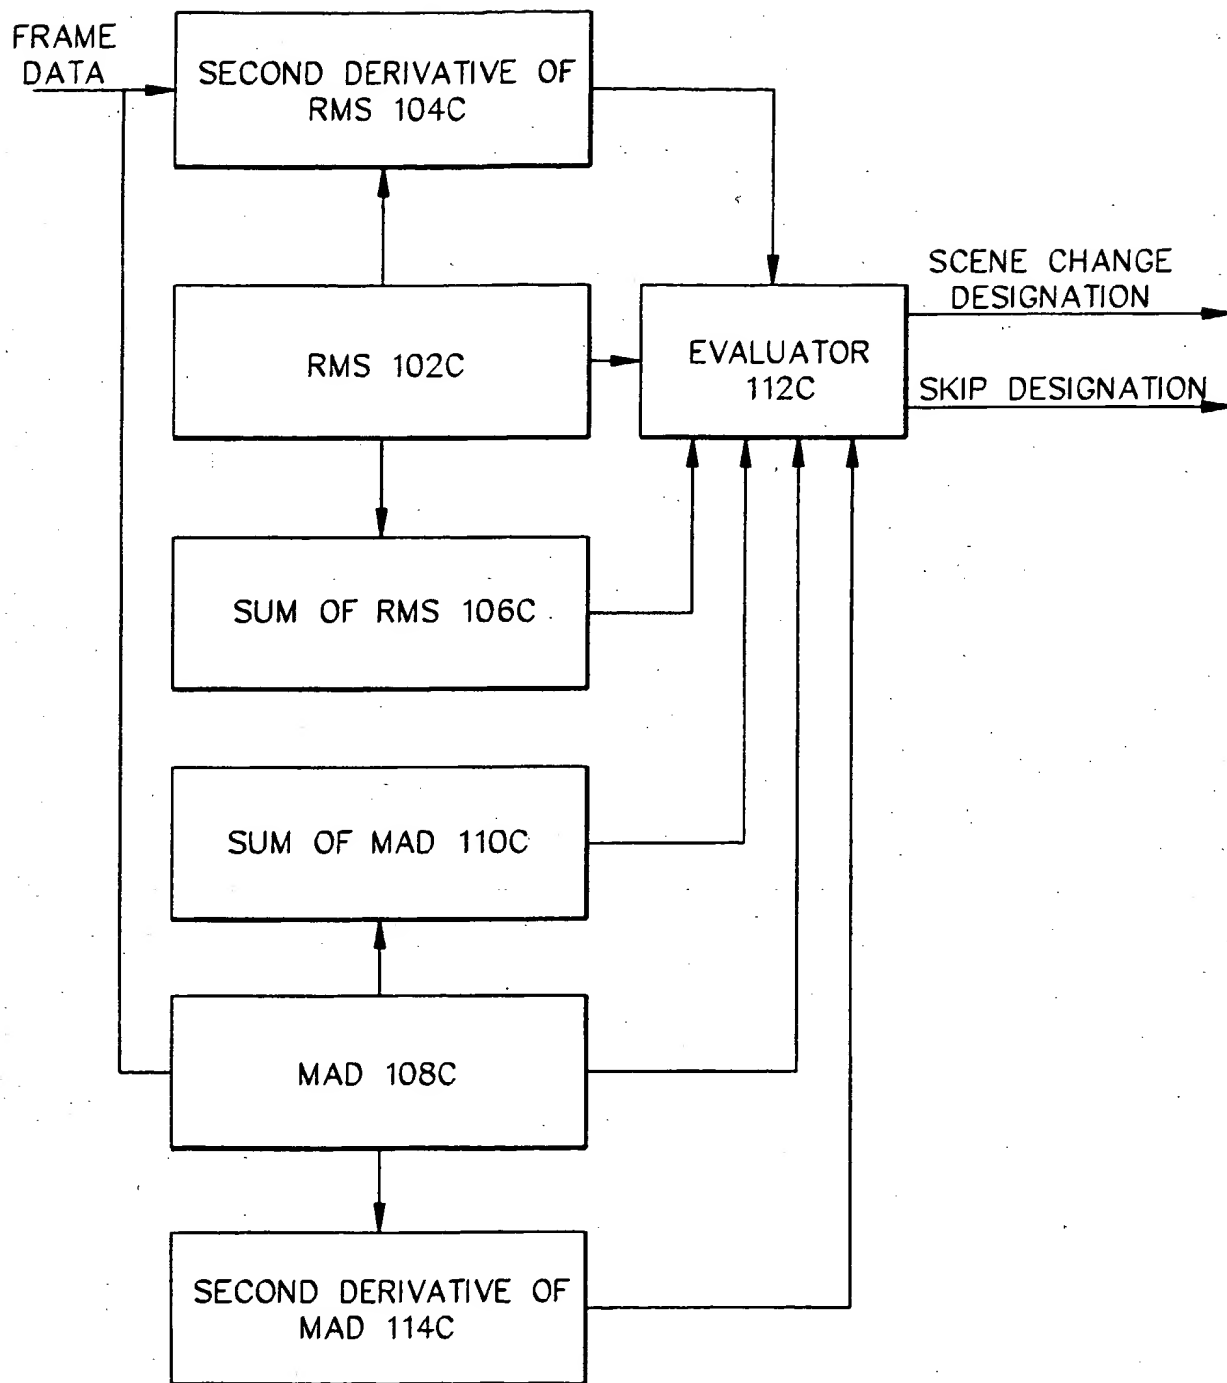 FRAME
DATA
SECOND DERIVATIVE OF
RMS 104C
RMS 102C
EVALUATOR
112C
SCENE CHANGE
DESIGNATION
SKIP DESIGNATION
SUM OF RMS 106C
SUM OF MAD 110C
MAD 108C
SECOND DERIVATIVE OF
MAD 114C